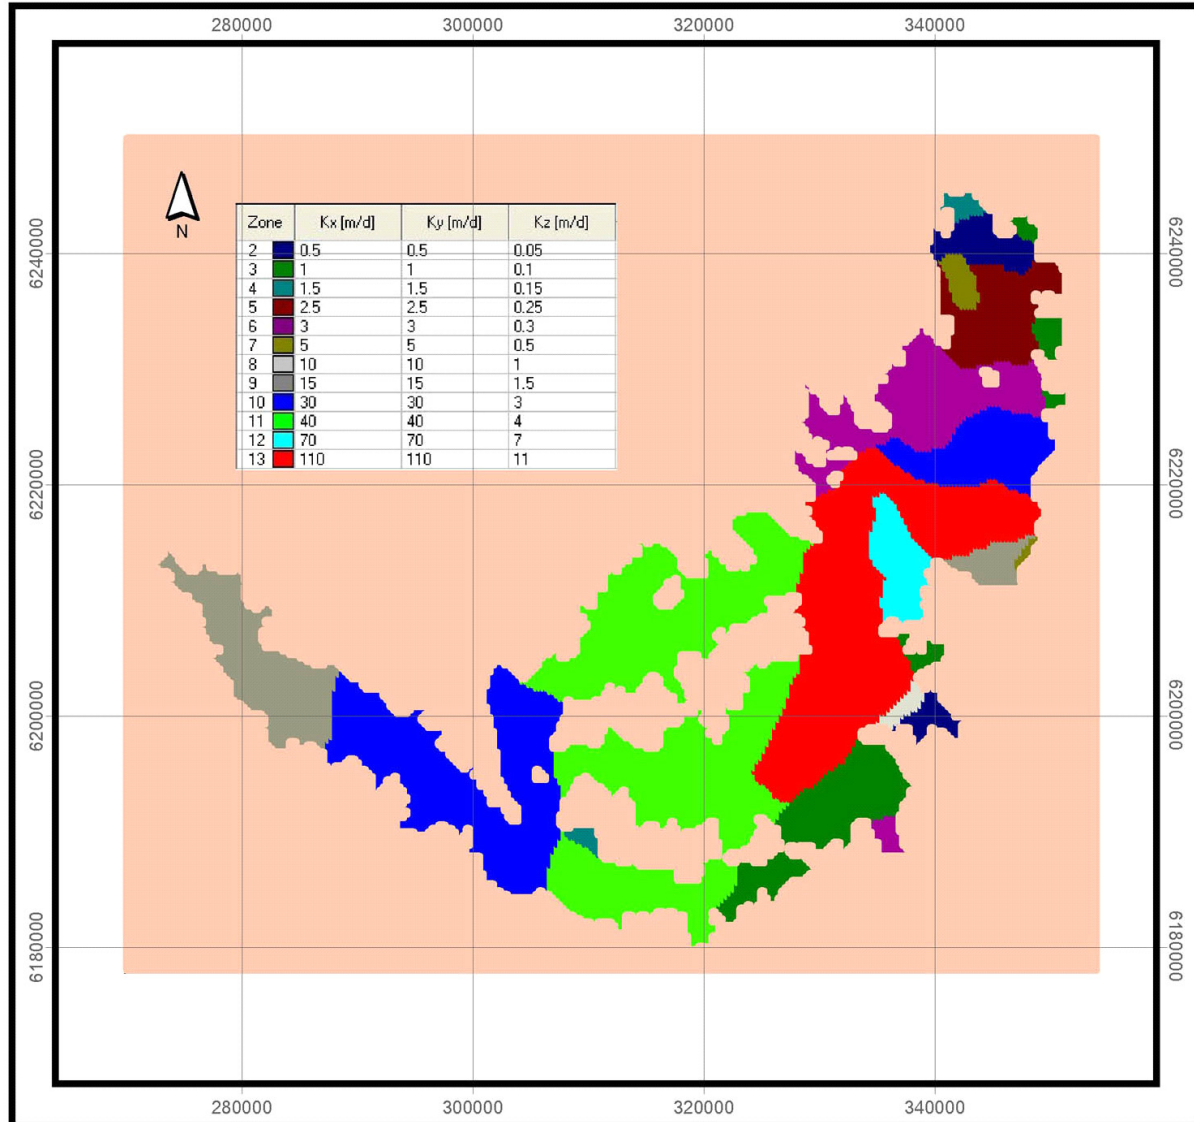 280000 300000 320000 340000
6240000 6240000
N
Zone Kx [m/d] Ky [m/d] Kz [m/d]
2 0.5 0.5 0.05
3 1 1 0.1
4 1.5 1.5 0.15
5 2.5 2.5 0.25
6 3 3 0.3
7 5 5 0.5
8 10 10 1
9 15 15 1.5
10 30 30 3
11 40 40 4
12 70 70 7
13 110 110 11
6220000 6220000
6200000 6200000
6180000 6180000
280000 300000 320000 340000